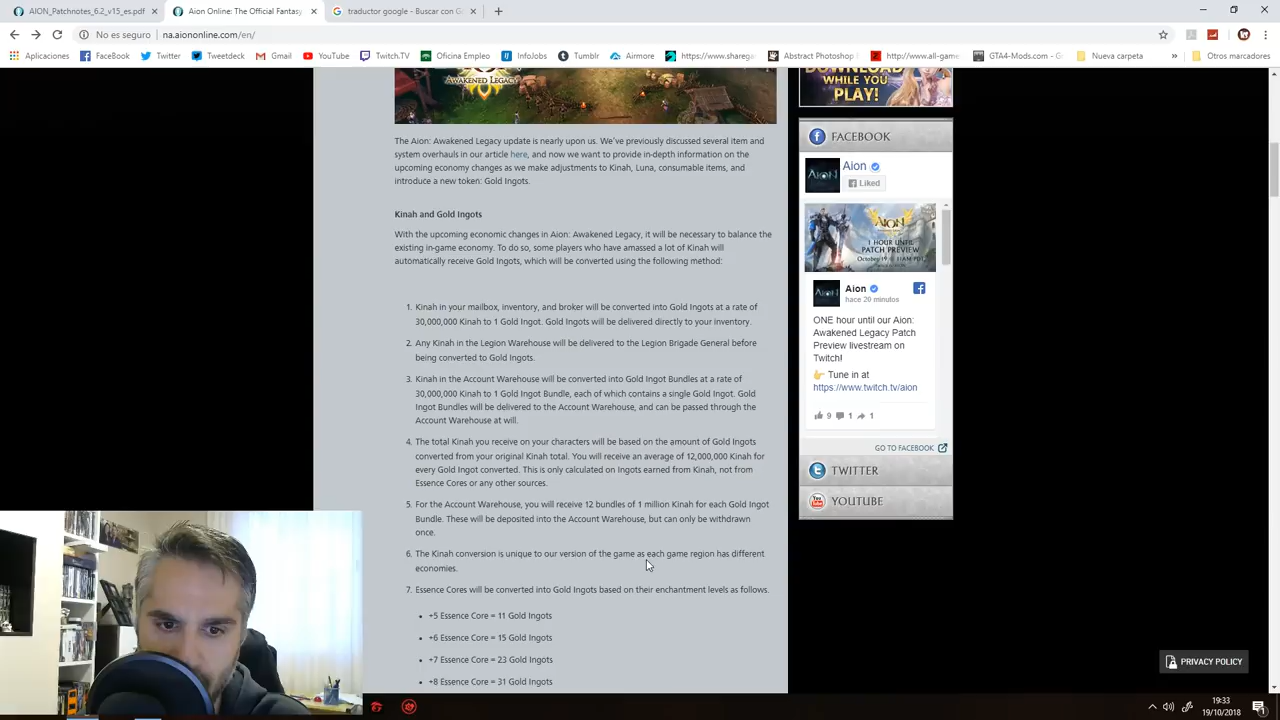 AION_Patchnotes_6.2_v15_es.pdf
Aion Online: The Official Fantasy
traductor google - Buscar con G
No es seguro
na.aiononline.com/en/
Aplicaciones
FaceBook
Twitter
Tweetdeck
Gmail
YouTube
Twitch.TV
Oficina Empleo
InfoJobs
Tumblr
Airmore
https://www.sharega
Abstract Photoshop
http://www.all-game
GTA4-Mods.com - G
Nueva carpeta
»
Otros marcadores
AWAKENED LEGACY
DOWNLOAD
WHILE YOU
PLAY!
The Aion: Awakened Legacy update is nearly upon us. We've previously discussed several item and
system overhauls in our article here, and now we want to provide in-depth information on the
upcoming economy changes as we make adjustments to Kinah, Luna, consumable items, and
introduce a new token: Gold Ingots.
Kinah and Gold Ingots
With the upcoming economic changes in Aion: Awakened Legacy, it will be necessary to balance the
existing in-game economy. To do so, some players who have amassed a lot of Kinah will
automatically receive Gold Ingots, which will be converted using the following method:
1. Kinah in your mailbox, inventory, and broker will be converted into Gold Ingots at a rate of
30,000,000 Kinah to 1 Gold Ingot. Gold Ingots will be delivered directly to your inventory.
2. Any Kinah in the Legion Warehouse will be delivered to the Legion Brigade General before
being converted to Gold Ingots.
3. Kinah in the Account Warehouse will be converted into Gold Ingot Bundles at a rate of
30,000,000 Kinah to 1 Gold Ingot Bundle, each of which contains a single Gold Ingot. Gold
Ingot Bundles will be delivered to the Account Warehouse, and can be passed through the
Account Warehouse at will.
4. The total Kinah you receive on your characters will be based on the amount of Gold Ingots
converted from your original Kinah total. You will receive an average of 12,000,000 Kinah for
every Gold Ingot converted. This is only calculated on Ingots earned from Kinah, not from
Essence Cores or any other sources.
5. For the Account Warehouse, you will receive 12 bundles of 1 million Kinah for each Gold Ingot
Bundle. These will be deposited into the Account Warehouse, but can only be withdrawn
once.
6. The Kinah conversion is unique to our version of the game as each game region has different
economies.
7. Essence Cores will be converted into Gold Ingots based on their enchantment levels as follows.
• +5 Essence Core = 11 Gold Ingots
• +6 Essence Core = 15 Gold Ingots
• +7 Essence Core = 23 Gold Ingots
• +8 Essence Core = 31 Gold Ingots
FACEBOOK
AION
Aion
Liked
AION
1 HOUR UNTIL
PATCH PREVIEW
October 19 @ 11AM PDT
AION
Aion
hace 20 minutos
ONE hour until our Aion:
Awakened Legacy Patch
Preview livestream on
Twitch!
Tune in at
https://www.twitch.tv/aion
9 1 1
GO TO FACEBOOK
TWITTER
YOUTUBE
PRIVACY POLICY
19:33
19/10/2018
1